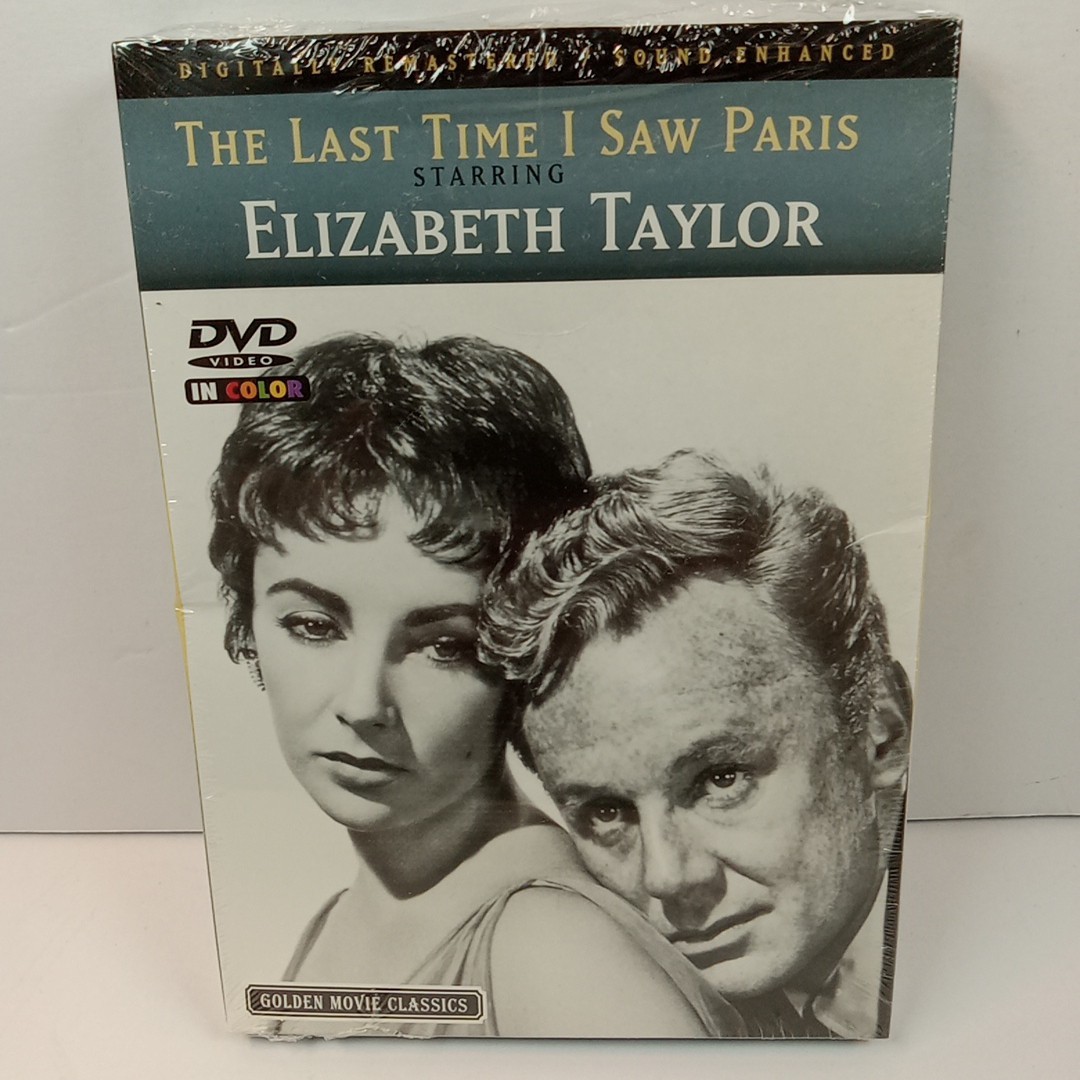 DIGITALLY REMASTERED / SOUND ENHANCED
THE LAST TIME I SAW PARIS
STARRING
ELIZABETH TAYLOR
DVD
VIDEO
IN COLOR
GOLDEN MOVIE CLASSICS